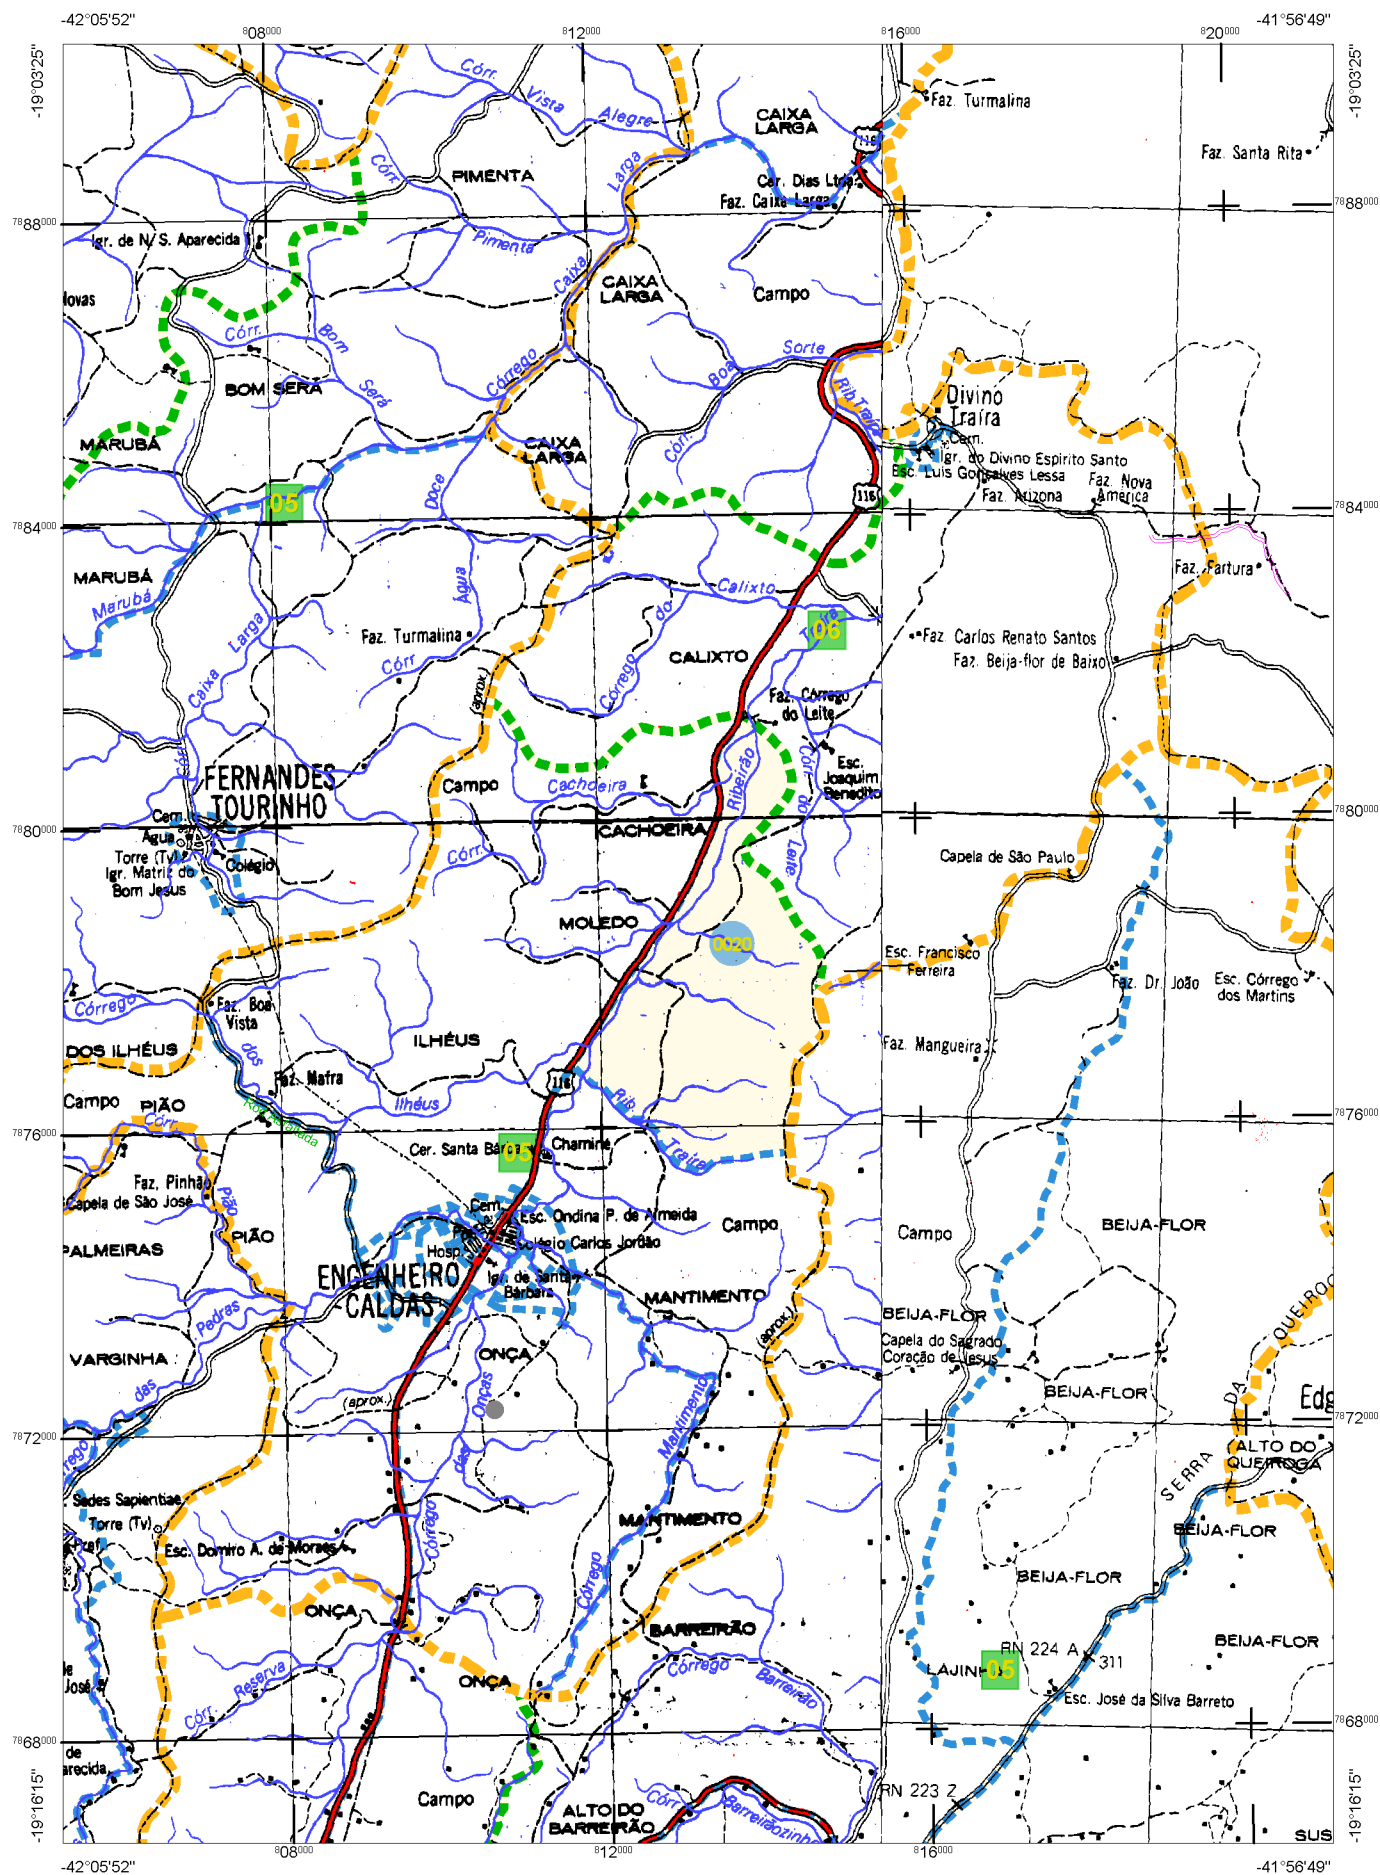 -42°05'52"
-41°56'49"
808000
812000
816000
820000
-19°03'25"
-19°03'25"
Córr.
Vista
Alegre
CAIXA
LARGA
116
Faz. Turmalina
Faz. Santa Rita
Córr.
PIMENTA
Larga
Cer. Dias Ltda
Faz. Caixa Larga
7888000
7888000
Igr. de N. S. Aparecida
Pimenta
Caixa
CAIXA
LARGA
Campo
Novas
Córr.
Bom
Será
BOM SERÁ
Córrego
Boa
Sorte
Rib. Traíra
Divino
Traíra
Cem.
Igr. do Divino Espirito Santo
Esc. Luis Gonçalves Lessa
Faz. Nova
América
Faz. Arizona
MARUBÁ
CAIXA
LARGA
Córr.
Doce
05
116
7884000
7884000
MARUBÁ
Marubá
Água
Calixto
Faz. Fartura
Larga
Faz. Turmalina
Córr
do
06
Faz. Carlos Renato Santos
Faz. Beija-flor de Baixo
CALIXTO
Caixa
(aprox.)
Córrego
Faz. Córrego
do Leite
Córr.
FERNANDES
TOURINHO
Campo
Cachoeira
Ribeirão
Córr.
do
Leite
Esc.
Joaquim
Benedito
7880000
7880000
Cem.
Água
Torre (Tv)
Igr. Matriz do
Bom Jesus
Colégio
CACHOEIRA
Córr.
Capela de São Paulo
MOLEDO
0020
Esc. Francisco
Ferreira
Faz. Dr. João
Esc. Córrego
dos Martins
Córrego
Faz. Boa
Vista
dos
DOS ILHÉUS
ILHÉUS
Faz. Mangueira
Faz. Mafra
116
Campo
PIÃO
Córr.
Ilhéus
Rib.
Traíra
7876000
7876000
Cer. Santa Bárbara
05
Chaminé
Faz. Pinhão
Capela de São José
Pião
PIÃO
PALMEIRAS
Cem.
Esc. Ondina P. de Almeida
Colégio Carlos Jordão
Hosp.
Igr. de Santa
Bárbara
Campo
Campo
BEIJA-FLOR
ENGENHEIRO
CALDAS
Pedras
MANTIMENTO
(aprox.)
BEIJA-FLOR
Capela do Sagrado
Coração de Jesus
VARGINHA
das
ONÇA
(aprox.)
Onças
das
Mantimento
BEIJA-FLOR
SERRA
DA
QUEIROGA
7872000
7872000
ALTO DO
QUEIROGA
Sedes Sapientiae
Torre (Tv)
Pref.
Esc. Domiro A. de Moraes
Córrego
MANTIMENTO
BEIJA-FLOR
Córrego
BEIJA-FLOR
ONÇA
BARREIRÃO
BEIJA-FLOR
RN 224 A
311
LAJINHA
05
Córr.
Reserva
ONÇA
Córrego
Barreirão
Esc. José da Silva Barreto
7868000
7868000
Campo
ALTO DO
BARREIRÃO
Córr.
Barreirãozinho
RN 223 Z
SUS
-19°16'15"
-19°16'15"
808000
812000
816000
-42°05'52"
-41°56'49"